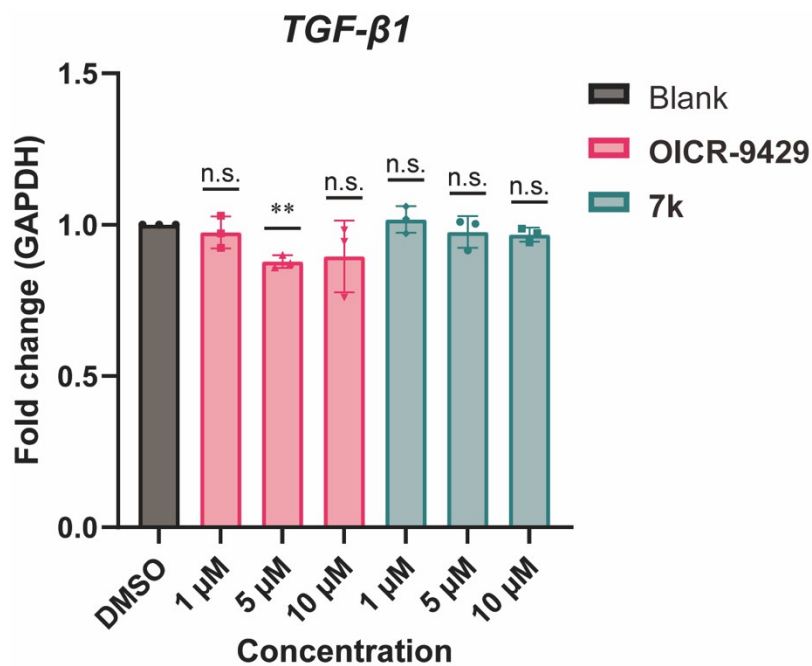 TGF-β1
Fold change (GAPDH)
1.5
1.0
0.5
0.0
n.s.
**
n.s.
n.s.
n.s.
n.s.
Blank
OICR-9429
7k
DMSO
1 μM
5 μM
10 μM
1 μM
5 μM
10 μM
Concentration